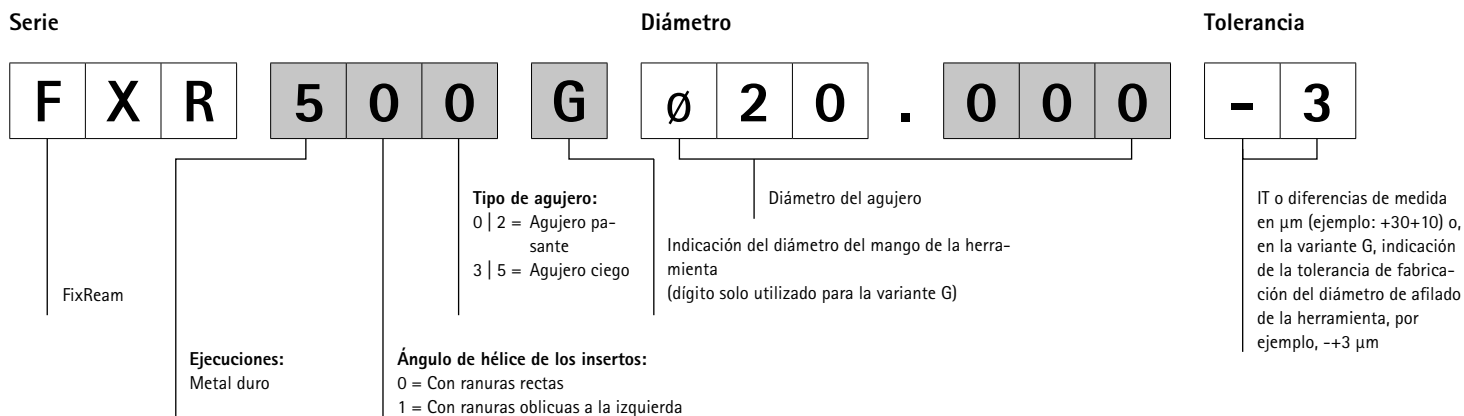 Serie
Diámetro
Tolerancia
F X R 5 0 0 G ø 2 0 . 0 0 0 - 3
Tipo de agujero:
0 | 2 = Agujero pa-
sante
3 | 5 = Agujero ciego
Diámetro del agujero
Indicación del diámetro del mango de la herra-
mienta
(dígito solo utilizado para la variante G)
IT o diferencias de medida
en µm (ejemplo: +30+10) o,
en la variante G, indicación
de la tolerancia de fabrica-
ción del diámetro de afilado
de la herramienta, por
ejemplo, -+3 µm
FixReam
Ejecuciones:
Metal duro
Ángulo de hélice de los insertos:
0 = Con ranuras rectas
1 = Con ranuras oblicuas a la izquierda